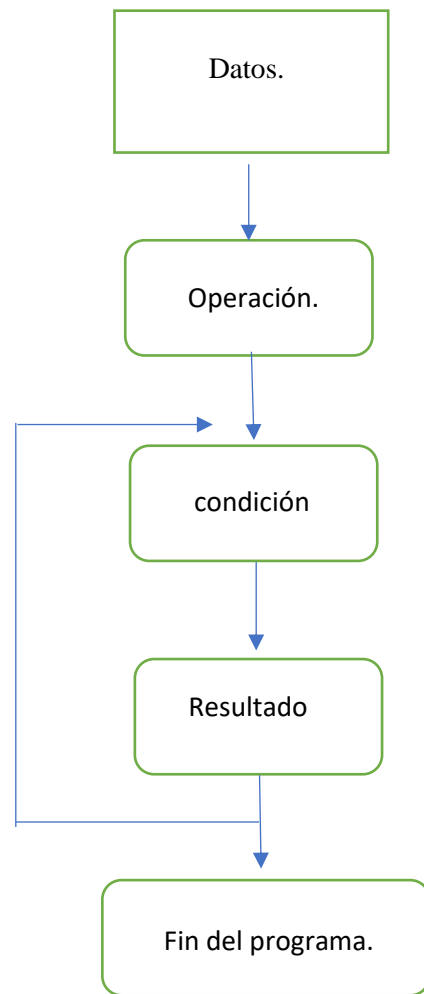 Datos.
Operación.
condición
Resultado
Fin del programa.